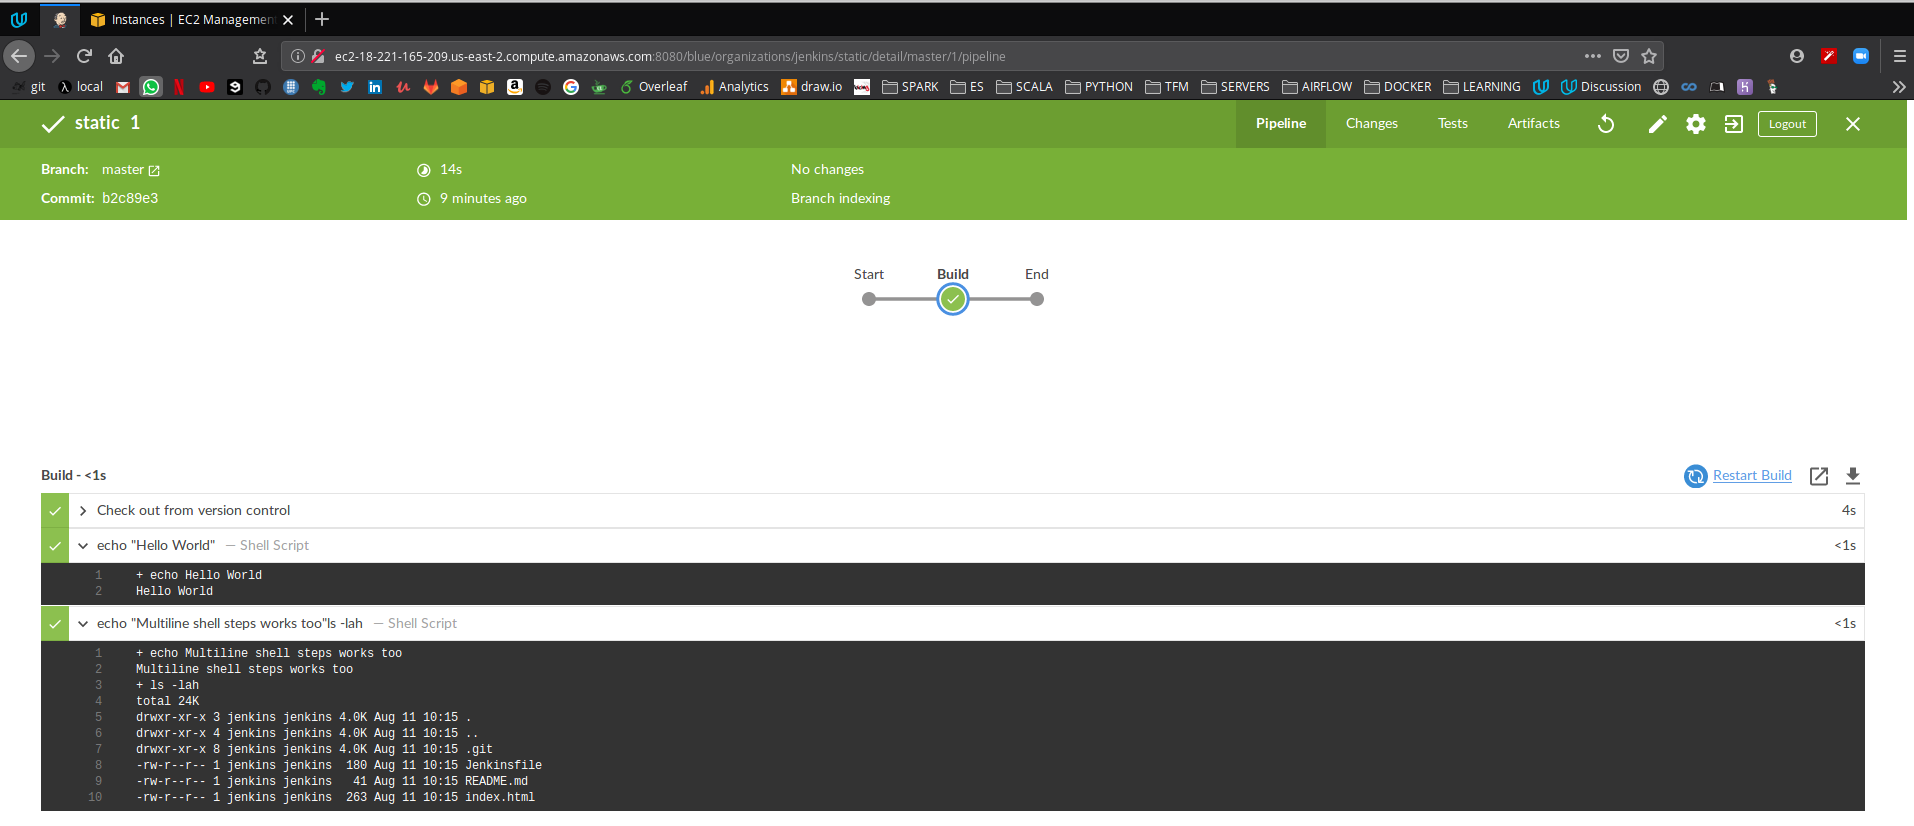 Instances | EC2 Managemen
ec2-18-221-165-209.us-east-2.compute.amazonaws.com:8080/blue/organizations/jenkins/static/detail/master/1/pipeline
git local Overleaf Analytics draw.io SPARK ES SCALA PYTHON TFM SERVERS AIRFLOW DOCKER LEARNING Discussion
static 1 Pipeline Changes Tests Artifacts Logout
Branch: master 14s No changes
Commit: b2c89e3 9 minutes ago Branch indexing
Start Build End
Build - <1s Restart Build
Check out from version control 4s
echo "Hello World" — Shell Script <1s
1 + echo Hello World
2 Hello World
echo "Multiline shell steps works too"ls -lah — Shell Script <1s
1 + echo Multiline shell steps works too
2 Multiline shell steps works too
3 + ls -lah
4 total 24K
5 drwxr-xr-x 3 jenkins jenkins 4.0K Aug 11 10:15 .
6 drwxr-xr-x 4 jenkins jenkins 4.0K Aug 11 10:15 ..
7 drwxr-xr-x 8 jenkins jenkins 4.0K Aug 11 10:15 .git
8 -rw-r--r-- 1 jenkins jenkins  180 Aug 11 10:15 Jenkinsfile
9 -rw-r--r-- 1 jenkins jenkins   41 Aug 11 10:15 README.md
10 -rw-r--r-- 1 jenkins jenkins  263 Aug 11 10:15 index.html